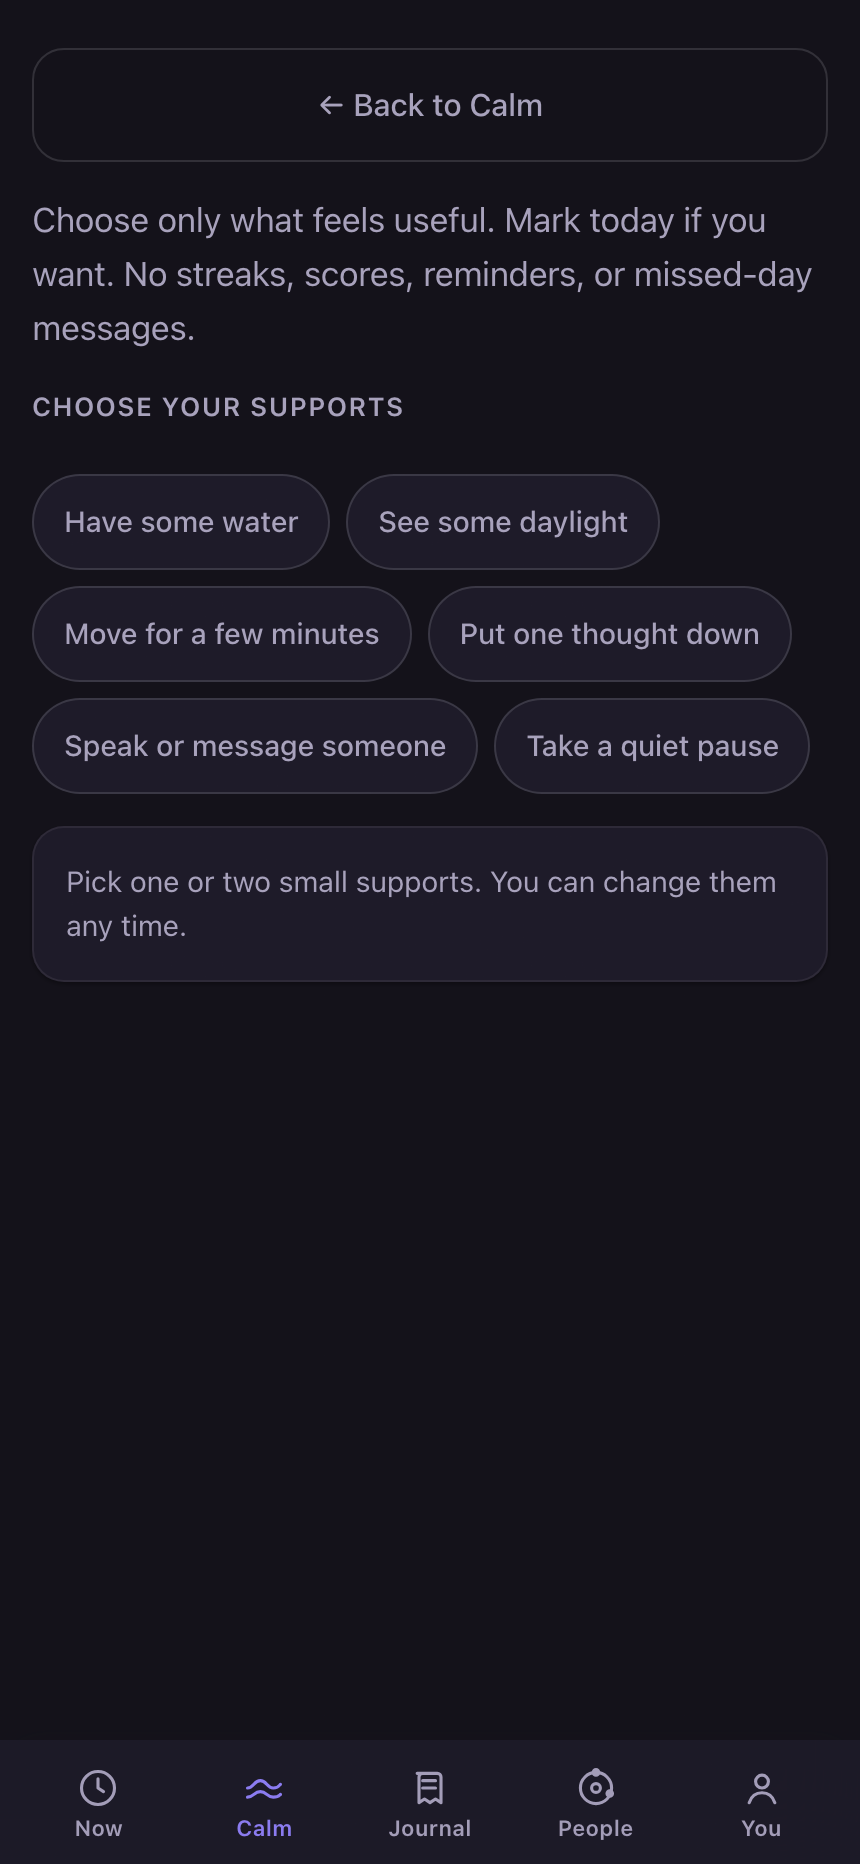 ← Back to Calm
Choose only what feels useful. Mark today if you
want. No streaks, scores, reminders, or missed-day
messages.
CHOOSE YOUR SUPPORTS
Have some water
See some daylight
Move for a few minutes
Put one thought down
Speak or message someone
Take a quiet pause
Pick one or two small supports. You can change them
any time.
Now
Calm
Journal
People
You